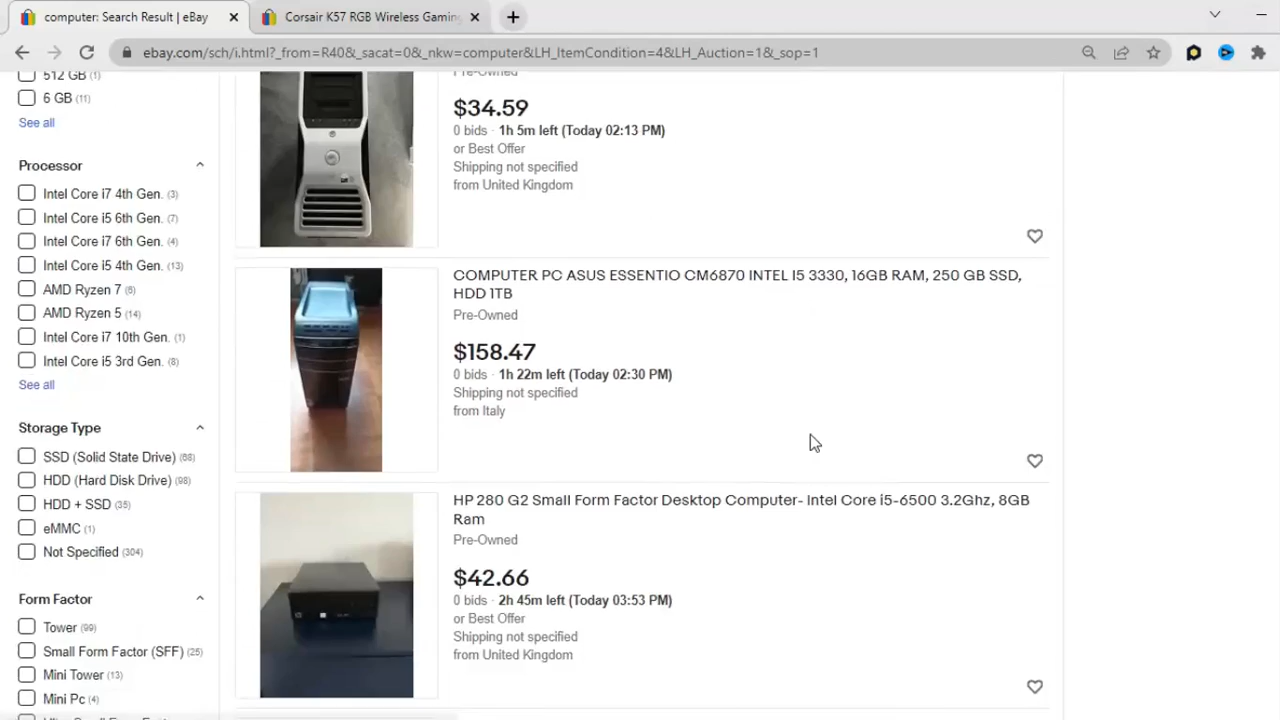 computer: Search Result | eBay
Corsair K57 RGB Wireless Gaming
ebay.com/sch/i.html?_from=R40&_sacat=0&_nkw=computer&LH_ItemCondition=4&LH_Auction=1&_sop=1
512 GB (1)
6 GB (11)
See all
Processor
Intel Core i7 4th Gen. (3)
Intel Core i5 6th Gen. (7)
Intel Core i7 6th Gen. (4)
Intel Core i5 4th Gen. (13)
AMD Ryzen 7 (8)
AMD Ryzen 5 (14)
Intel Core i7 10th Gen. (1)
Intel Core i5 3rd Gen. (8)
See all
Storage Type
SSD (Solid State Drive) (68)
HDD (Hard Disk Drive) (98)
HDD + SSD (35)
eMMC (1)
Not Specified (304)
Form Factor
Tower (99)
Small Form Factor (SFF) (25)
Mini Tower (13)
Mini Pc (4)
Pre-Owned
$34.59
0 bids · 1h 5m left (Today 02:13 PM)
or Best Offer
Shipping not specified
from United Kingdom
COMPUTER PC ASUS ESSENTIO CM6870 INTEL I5 3330, 16GB RAM, 250 GB SSD,
HDD 1TB
Pre-Owned
$158.47
0 bids · 1h 22m left (Today 02:30 PM)
Shipping not specified
from Italy
HP 280 G2 Small Form Factor Desktop Computer- Intel Core i5-6500 3.2Ghz, 8GB
Ram
Pre-Owned
$42.66
0 bids · 2h 45m left (Today 03:53 PM)
or Best Offer
Shipping not specified
from United Kingdom